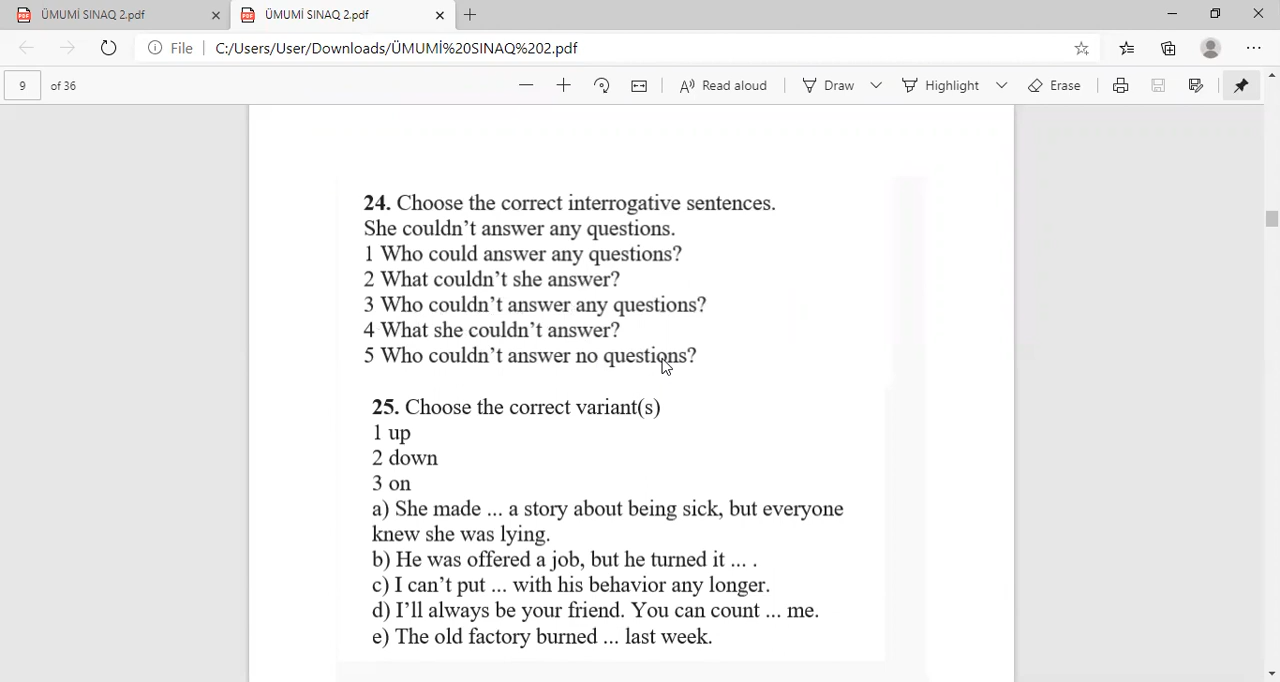 ÜMUMİ SINAQ 2.pdf
ÜMUMİ SINAQ 2.pdf
File
C:/Users/User/Downloads/ÜMUMİ%20SINAQ%202.pdf
9 of 36
Read aloud
Draw
Highlight
Erase
24. Choose the correct interrogative sentences.
She couldn’t answer any questions.
1 Who could answer any questions?
2 What couldn’t she answer?
3 Who couldn’t answer any questions?
4 What she couldn’t answer?
5 Who couldn’t answer no questions?
25. Choose the correct variant(s)
1 up
2 down
3 on
a) She made ... a story about being sick, but everyone
knew she was lying.
b) He was offered a job, but he turned it ... .
c) I can’t put ... with his behavior any longer.
d) I’ll always be your friend. You can count ... me.
e) The old factory burned ... last week.